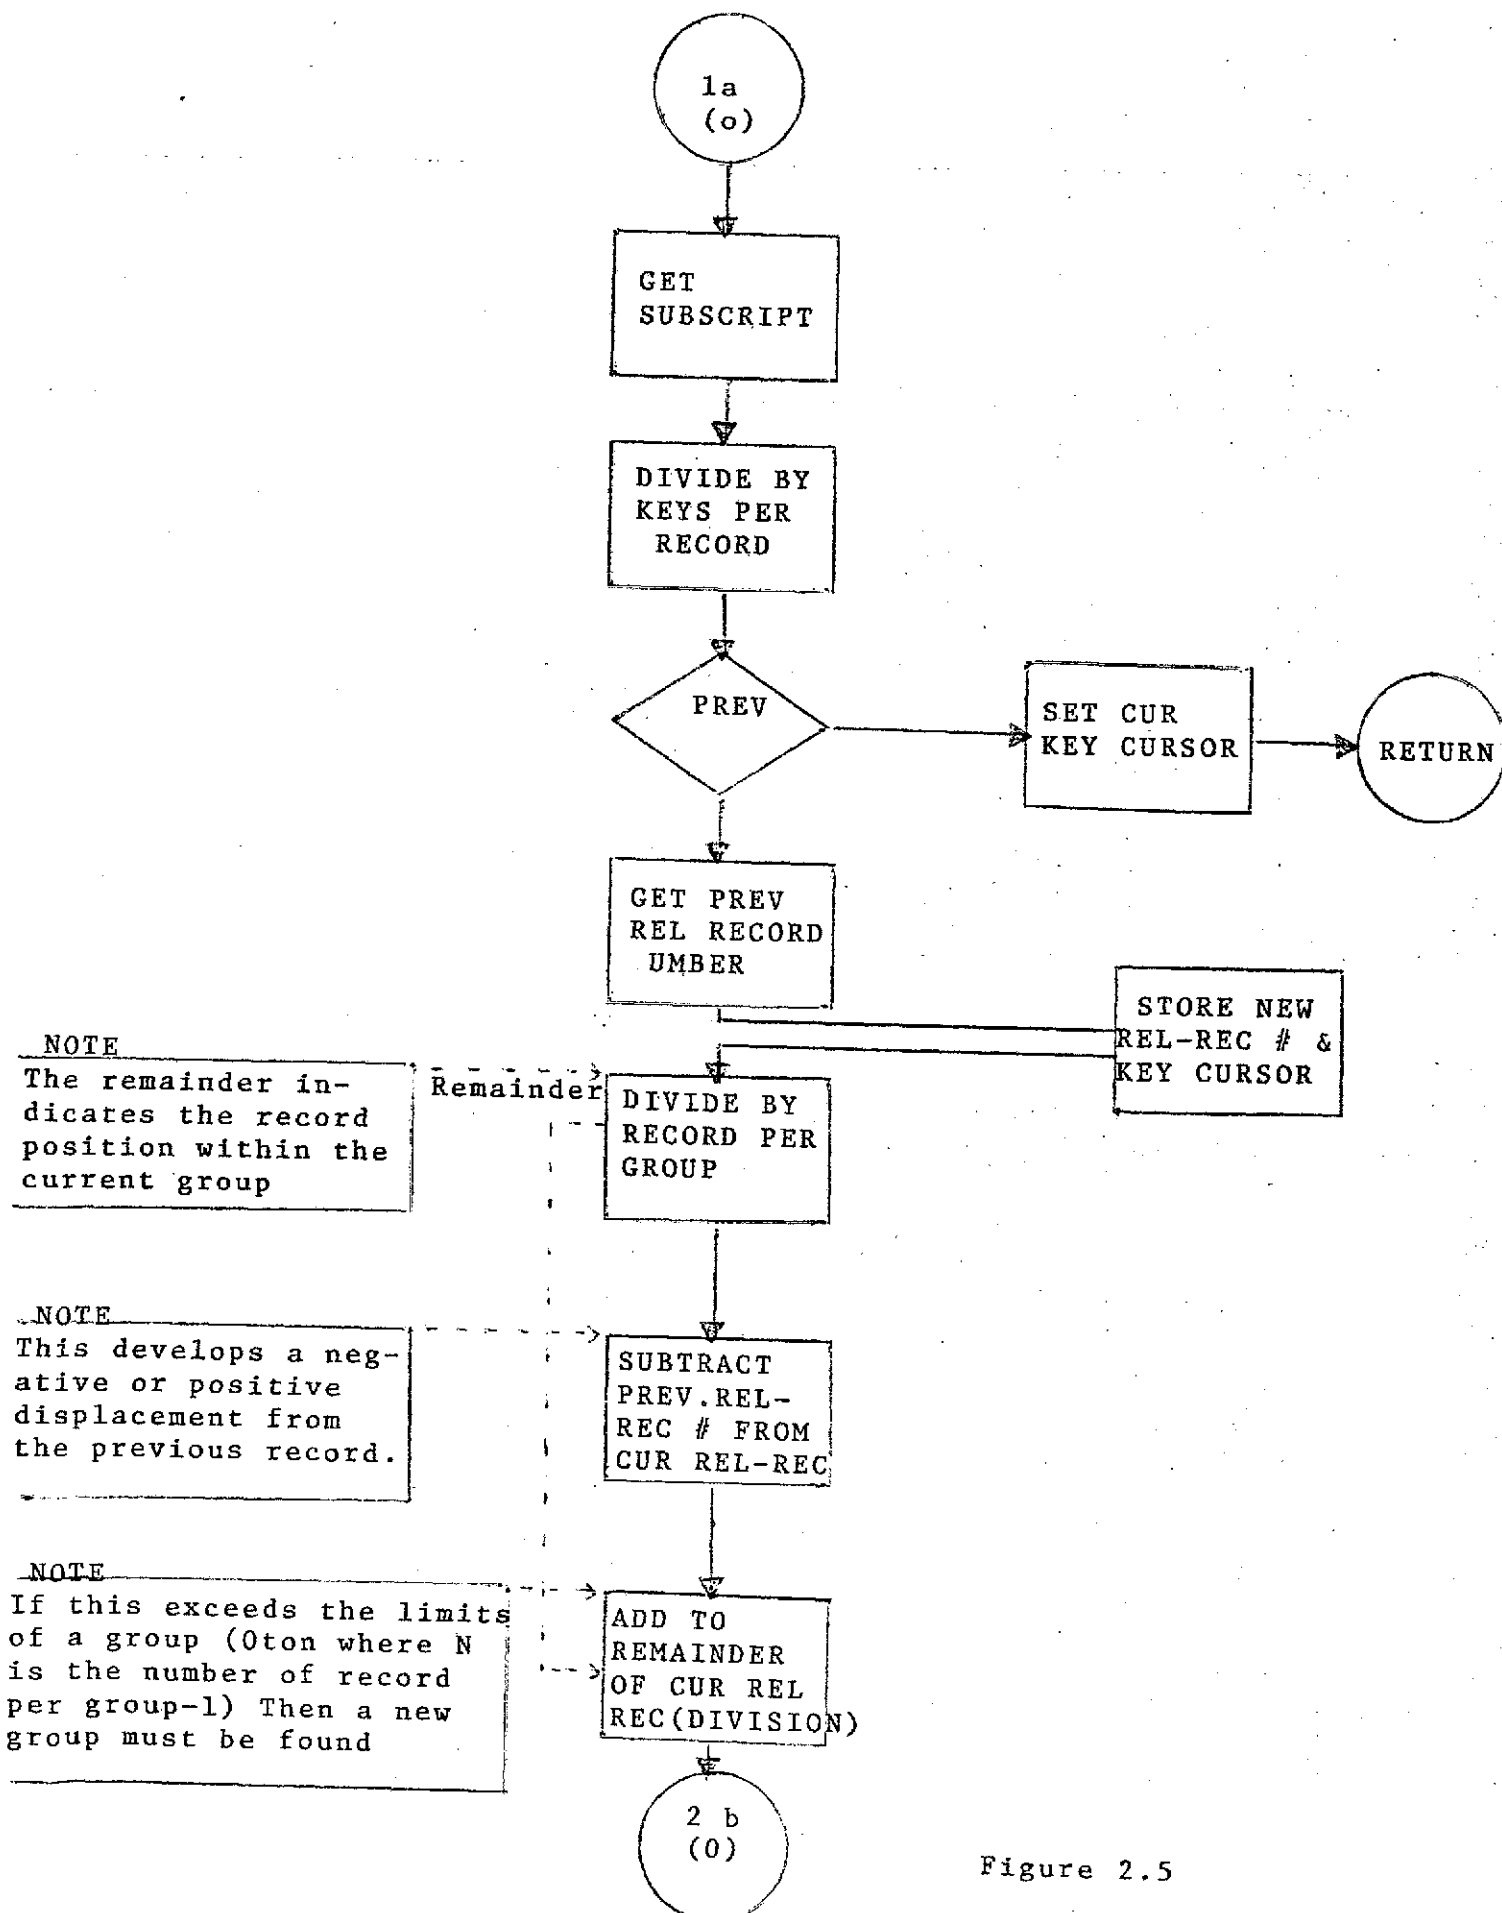 1a
(o)
GET
SUBSCRIPT
DIVIDE BY
KEYS PER
RECORD
PREV
SET CUR
KEY CURSOR
RETURN
GET PREV
REL RECORD
UMBER
STORE NEW
REL-REC # &
KEY CURSOR
NOTE
The remainder in-
dicates the record
position within the
current group
Remainder
DIVIDE BY
RECORD PER
GROUP
NOTE
This develops a neg-
ative or positive
displacement from
the previous record.
SUBTRACT
PREV.REL-
REC # FROM
CUR REL-REC
NOTE
If this exceeds the limits
of a group (0ton where N
is the number of record
per group-1) Then a new
group must be found
ADD TO
REMAINDER
OF CUR REL
REC(DIVISION)
2 b
(0)
Figure 2.5